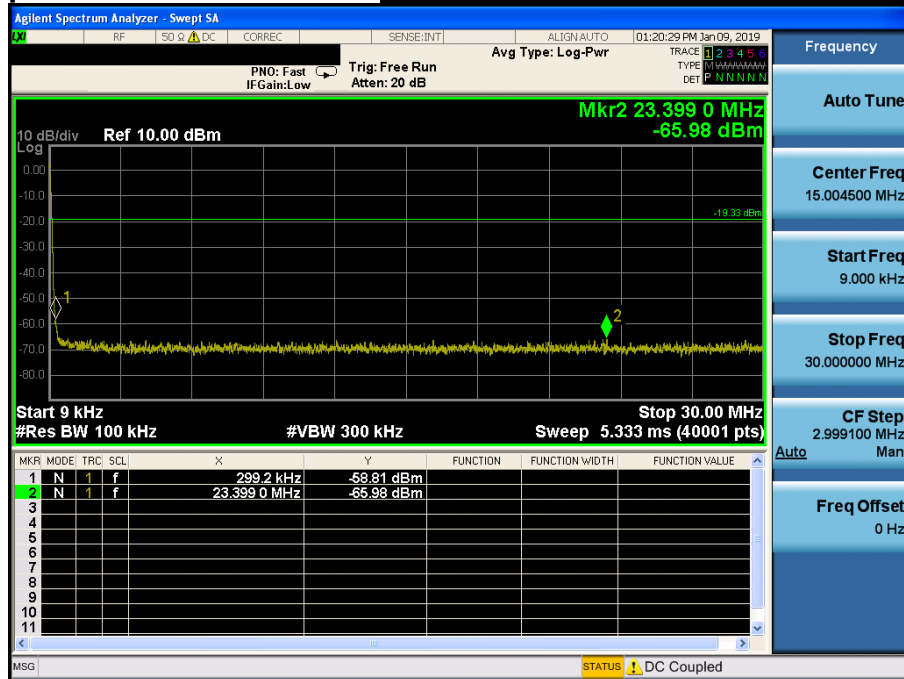 Agilent Spectrum Analyzer - Swept SA
LXI RF 50 Ω DC CORREC SENSE:INT ALIGN AUTO 01:20:29 PM Jan 09, 2019
Avg Type: Log-Pwr
TRACE 1 2 3 4 5 6
TYPE M WWWWW
DET P N N N N N
PNO: Fast
IFGain:Low
Trig: Free Run
Atten: 20 dB
Mkr2 23.399 0 MHz
-65.98 dBm
10 dB/div
Log
Ref 10.00 dBm
0.00
-10.0
-19.33 dBm
-20.0
-30.0
-40.0
-50.0
1
-60.0
2
-70.0
-80.0
Start 9 kHz Stop 30.00 MHz
#Res BW 100 kHz #VBW 300 kHz Sweep 5.333 ms (40001 pts)
MKR MODE TRC SCL X Y FUNCTION FUNCTION WIDTH FUNCTION VALUE
1 N 1 f 299.2 kHz -58.81 dBm
2 N 1 f 23.399 0 MHz -65.98 dBm
3
4
5
6
7
8
9
10
11
MSG STATUS DC Coupled
Frequency
Auto Tune
Center Freq
15.004500 MHz
Start Freq
9.000 kHz
Stop Freq
30.000000 MHz
CF Step
2.999100 MHz
Auto Man
Freq Offset
0 Hz